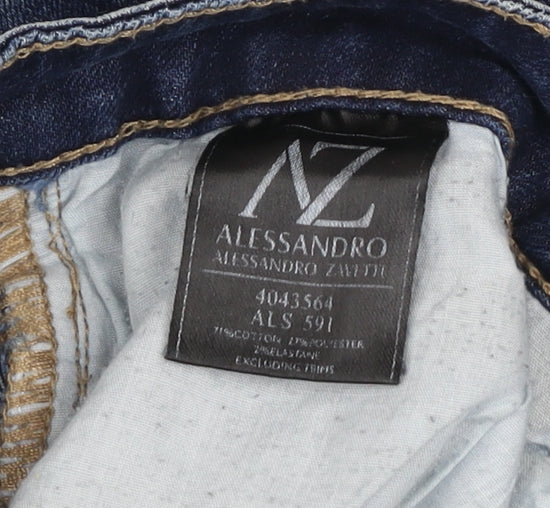 AZ
ALESSANDRO
ALESSANDRO ZAVETTI
4043564
ALS 591
71%COTTON 27%POLYESTER
2%ELASTANE
EXCLUDING TRIMS